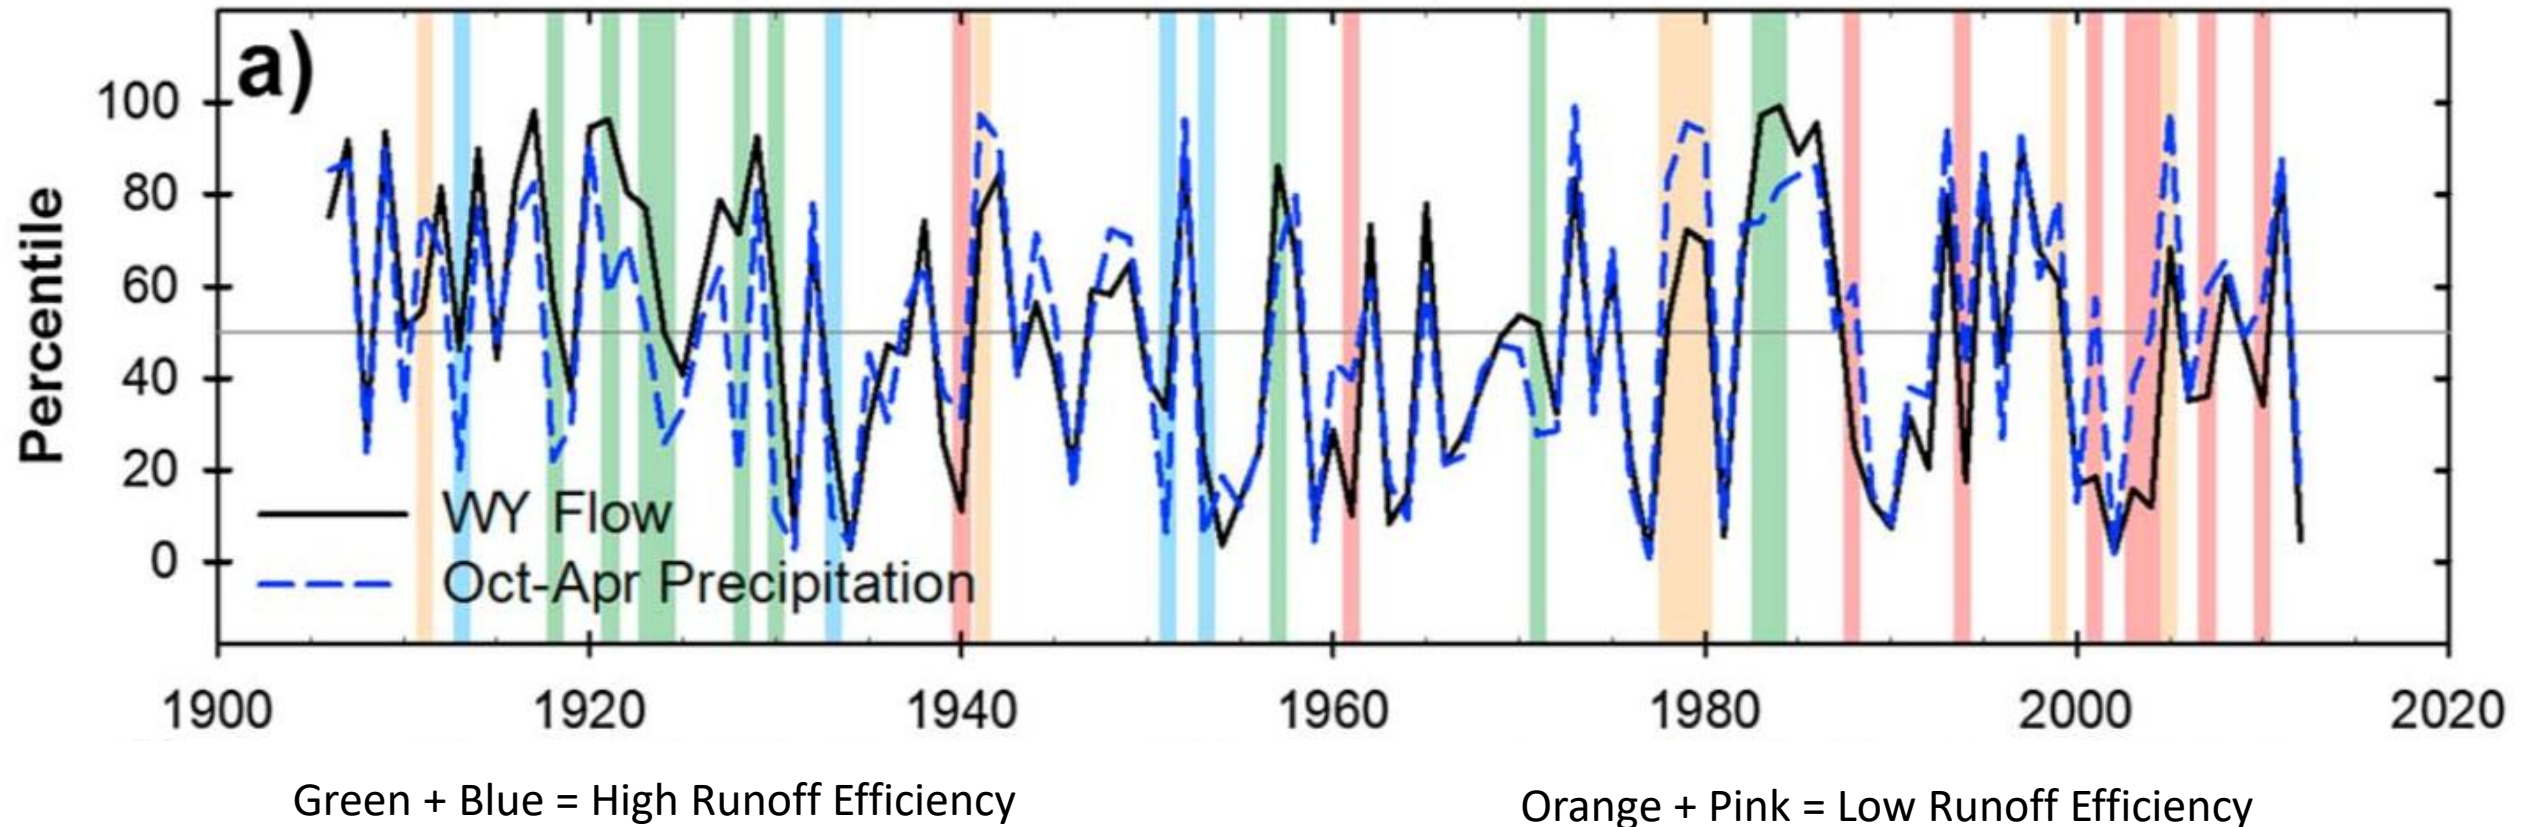 a)
Percentile
100
80
60
40
20
0
WY Flow
Oct-Apr Precipitation
1900 1920 1940 1960 1980 2000 2020
Green + Blue = High Runoff Efficiency
Orange + Pink = Low Runoff Efficiency